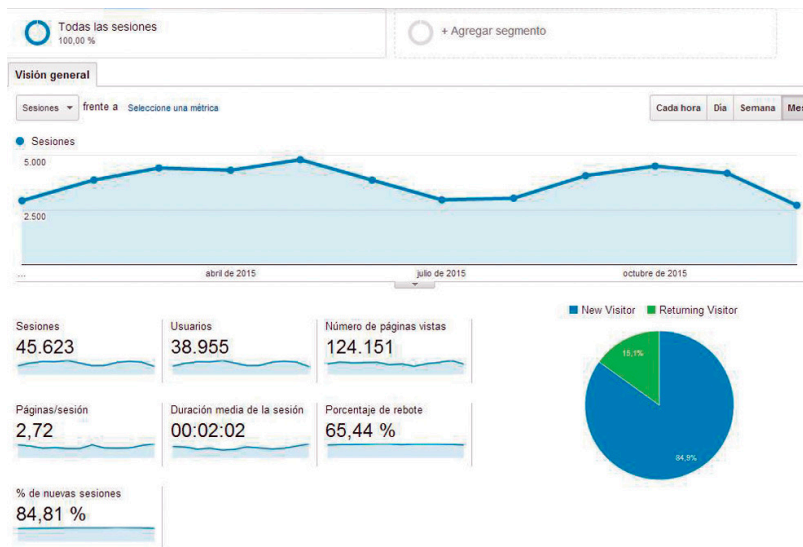 Todas las sesiones
100,00 %
+ Agregar segmento
Visión general
Sesiones frente a Seleccione una métrica
Cada hora Día Semana Mes
Sesiones
5.000
2.500
... abril de 2015 julio de 2015 octubre de 2015
New Visitor Returning Visitor
Sesiones Usuarios Número de páginas vistas
45.623 38.955 124.151
Páginas/sesión Duración media de la sesión Porcentaje de rebote
2,72 00:02:02 65,44 %
15,1%
84,9%
% de nuevas sesiones
84,81 %